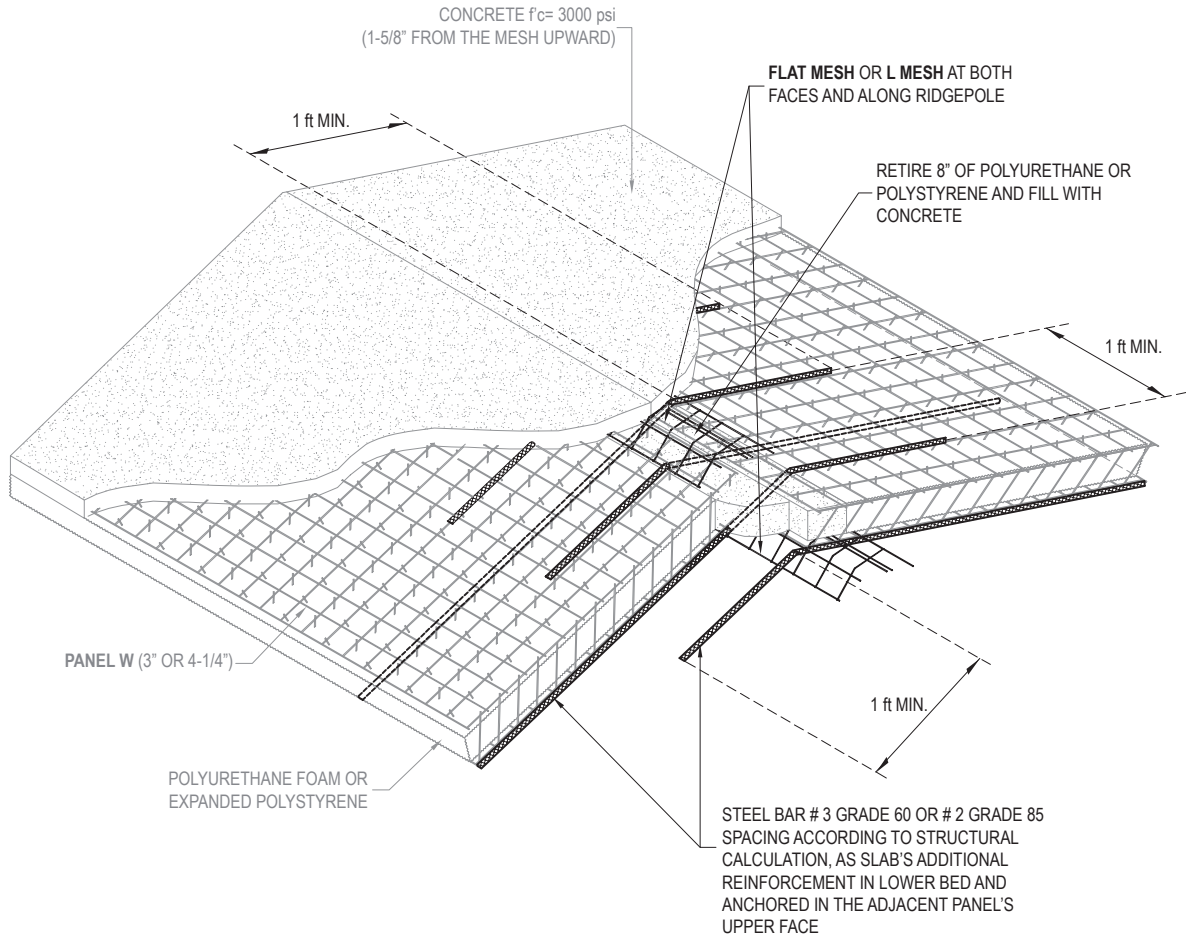 CONCRETE f'c= 3000 psi
(1-5/8” FROM THE MESH UPWARD)
FLAT MESH OR L MESH AT BOTH
FACES AND ALONG RIDGEPOLE
1 ft MIN.
RETIRE 8” OF POLYURETHANE OR
POLYSTYRENE AND FILL WITH
CONCRETE
1 ft MIN.
PANEL W (3” OR 4-1/4”)
1 ft MIN.
POLYURETHANE FOAM OR
EXPANDED POLYSTYRENE
STEEL BAR # 3 GRADE 60 OR # 2 GRADE 85
SPACING ACCORDING TO STRUCTURAL
CALCULATION, AS SLAB'S ADDITIONAL
REINFORCEMENT IN LOWER BED AND
ANCHORED IN THE ADJACENT PANEL'S
UPPER FACE